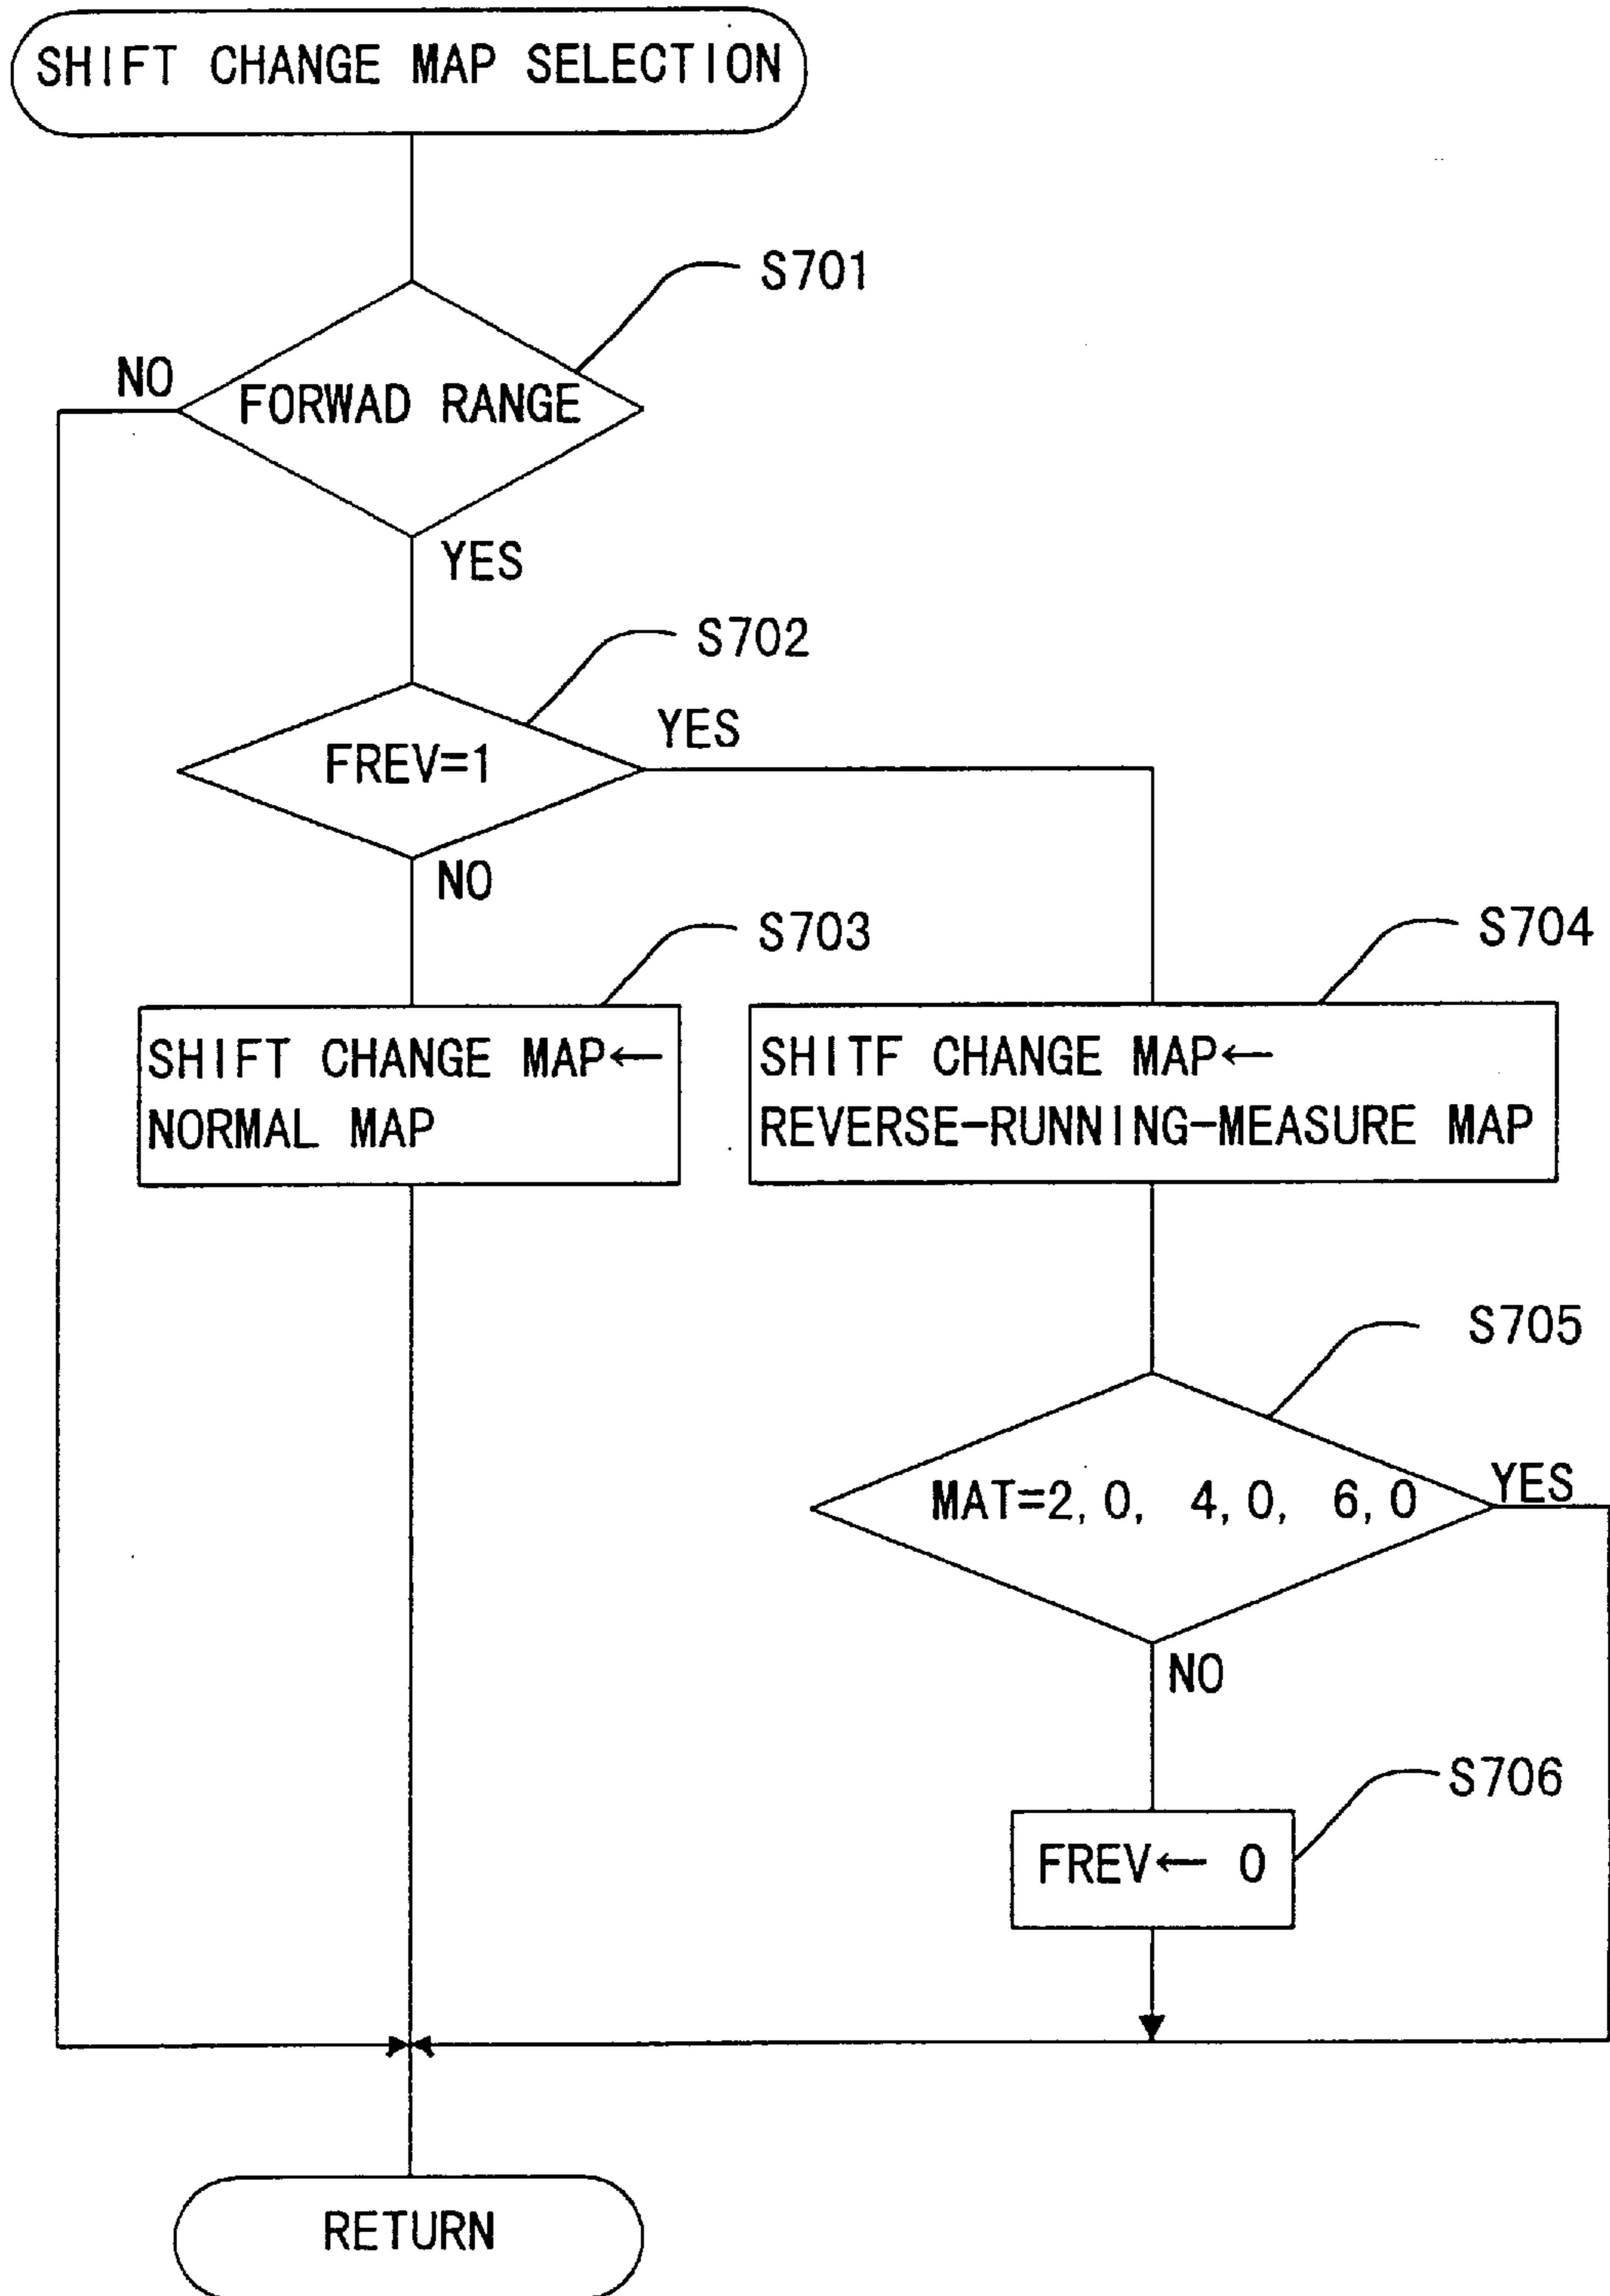 SHIFT CHANGE MAP SELECTION
S701
NO
FORWAD RANGE
YES
S702
YES
FREV=1
NO
S703
S704
SHIFT CHANGE MAP←
NORMAL MAP
SHITF CHANGE MAP←
REVERSE-RUNNING-MEASURE MAP
S705
MAT=2,0, 4,0, 6,0
YES
NO
S706
FREV← 0
RETURN